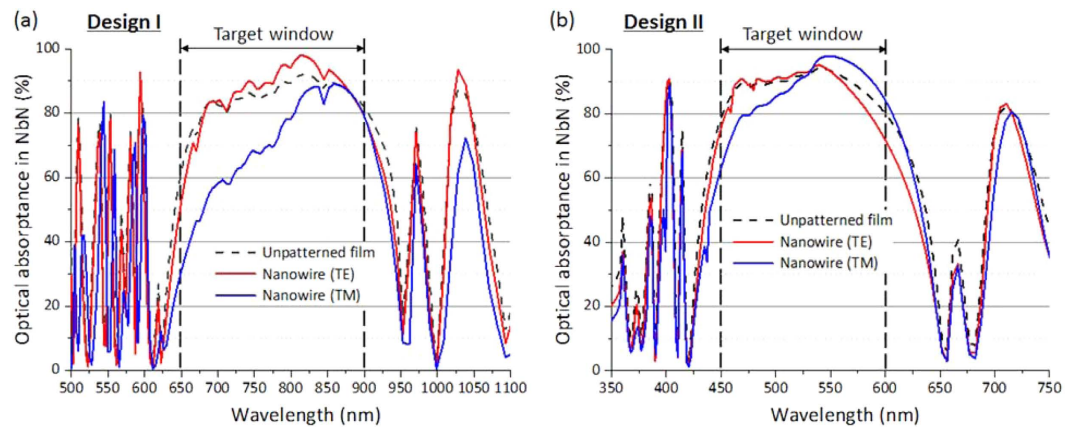 (a)
Design I
Target window
Optical absorptance in NbN (%)
100
80
60
40
20
0
Unpatterned film
Nanowire (TE)
Nanowire (TM)
500 550 600 650 700 750 800 850 900 950 1000 1050 1100
Wavelength (nm)
(b)
Design II
Target window
Optical absorptance in NbN (%)
100
80
60
40
20
0
Unpatterned film
Nanowire (TE)
Nanowire (TM)
350 400 450 500 550 600 650 700 750
Wavelength (nm)